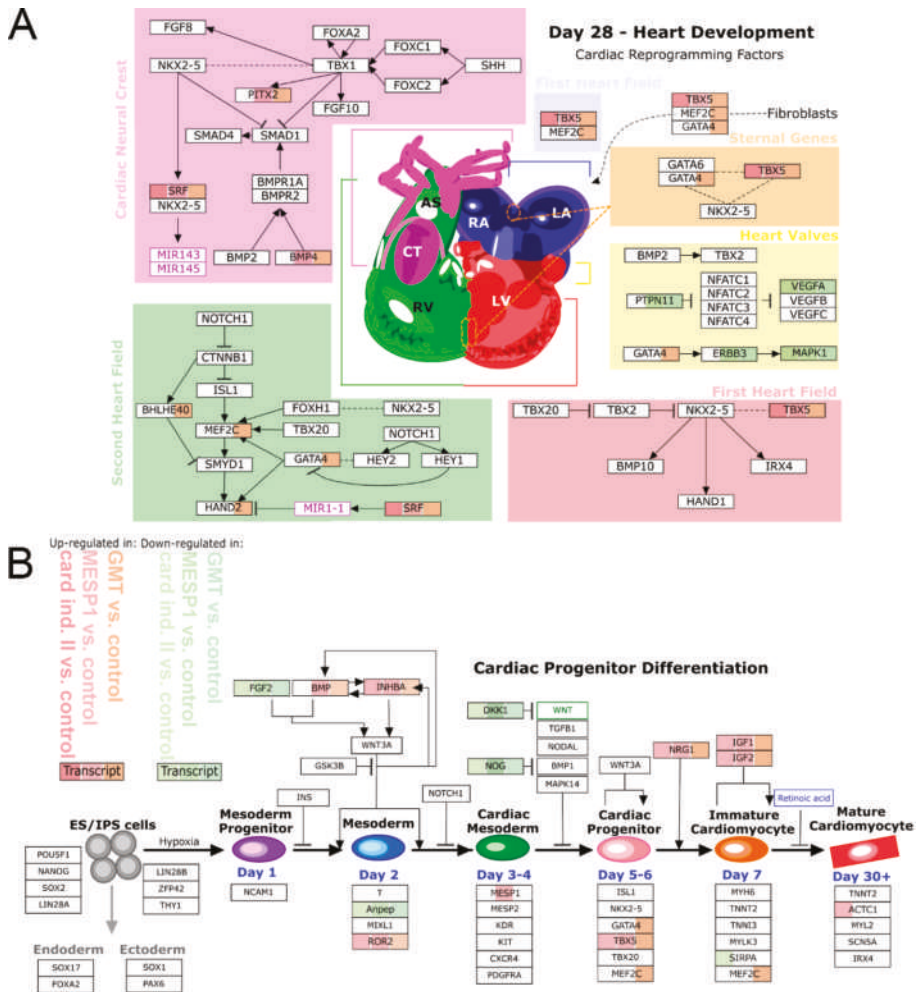 A
Day 28 - Heart Development
Cardiac Reprogramming Factors
Cardiac Neural Crest
FGF8
FOXA2
NKX2-5
TBX1
FOXC1
SHH
FOXC2
PITX2
FGF10
SMAD4
SMAD1
BMPR1A
BMPR2
SRF
NKX2-5
MIR143
MIR145
BMP2
BMP4
First Heart Field
TBX5
MEF2C
TBX5
MEF2C
GATA4
Fibroblasts
Sternal Genes
GATA6
GATA4
TBX5
NKX2-5
Heart Valves
BMP2
TBX2
PTPN11
NFATC1
NFATC2
NFATC3
NFATC4
VEGFA
VEGFB
VEGFC
GATA4
ERBB3
MAPK1
AS
RA
LA
CT
RV
LV
Second Heart Field
NOTCH1
CTNNB1
ISL1
BHLHE40
FOXH1
NKX2-5
MEF2C
TBX20
NOTCH1
SMYD1
GATA4
HEY2
HEY1
HAND2
MIR1-1
SRF
First Heart Field
TBX20
TBX2
NKX2-5
TBX5
BMP10
IRX4
HAND1
B
Up-regulated in: Down-regulated in:
card ind. II vs. control
MESP1 vs. control
GMT vs. control
card ind. II vs. control
MESP1 vs. control
GMT vs. control
Transcript
Transcript
Cardiac Progenitor Differentiation
FGF2
BMP
INHBA
WNT3A
GSK3B
INS
NOTCH1
DKK1
WNT
TGFB1
NODAL
NOG
BMP1
MAPK14
WNT3A
NRG1
IGF1
IGF2
Retinoic acid
ES/IPS cells
Hypoxia
Mesoderm
Progenitor
Mesoderm
Cardiac
Mesoderm
Cardiac
Progenitor
Immature
Cardiomyocyte
Mature
Cardiomyocyte
POU5F1
NANOG
SOX2
LIN28A
LIN28B
ZFP42
THY1
Day 1
NCAM1
Day 2
T
Anpep
MIXL1
ROR2
Day 3-4
MESP1
MESP2
KDR
KIT
CXCR4
PDGFRA
Day 5-6
ISL1
NKX2-5
GATA4
TBX5
TBX20
MEF2C
Day 7
MYH6
TNNT2
TNNI3
MYLK3
SIRPA
MEF2C
Day 30+
TNNT2
ACTC1
MYL2
SCN5A
IRX4
Endoderm
SOX17
FOXA2
Ectoderm
SOX1
PAX6